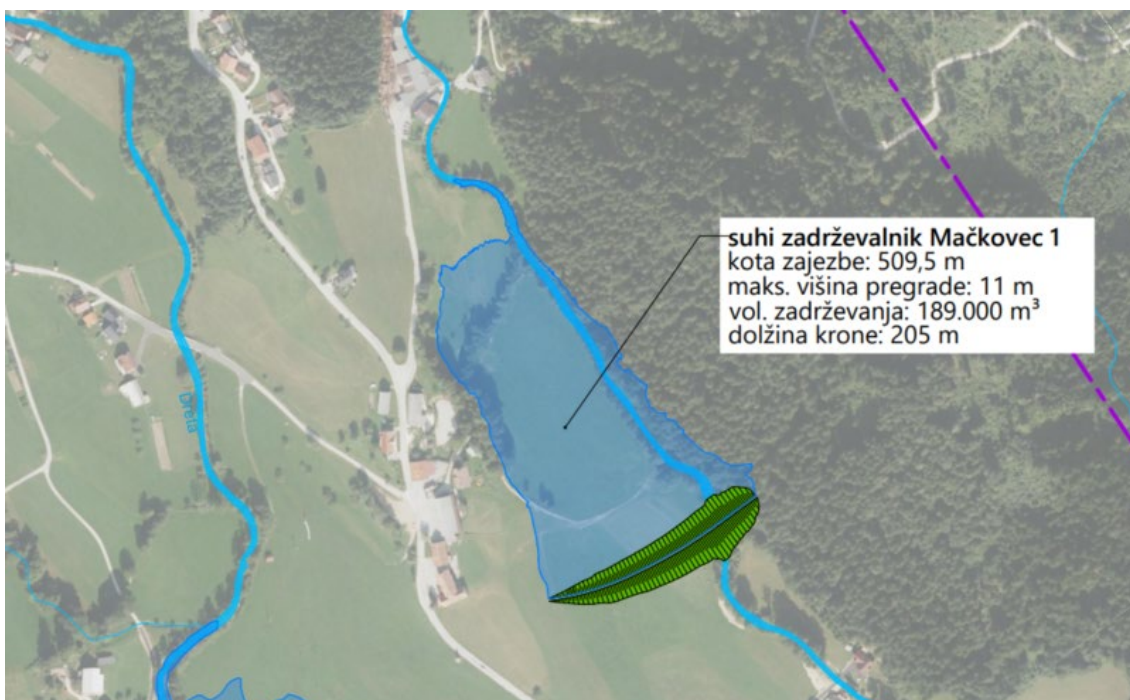 suhi zadrževalnik Mačkovec 1
kota zajezbe: 509,5 m
maks. višina pregrade: 11 m
vol. zadrževanja: 189.000 m³
dolžina krone: 205 m
Dreta